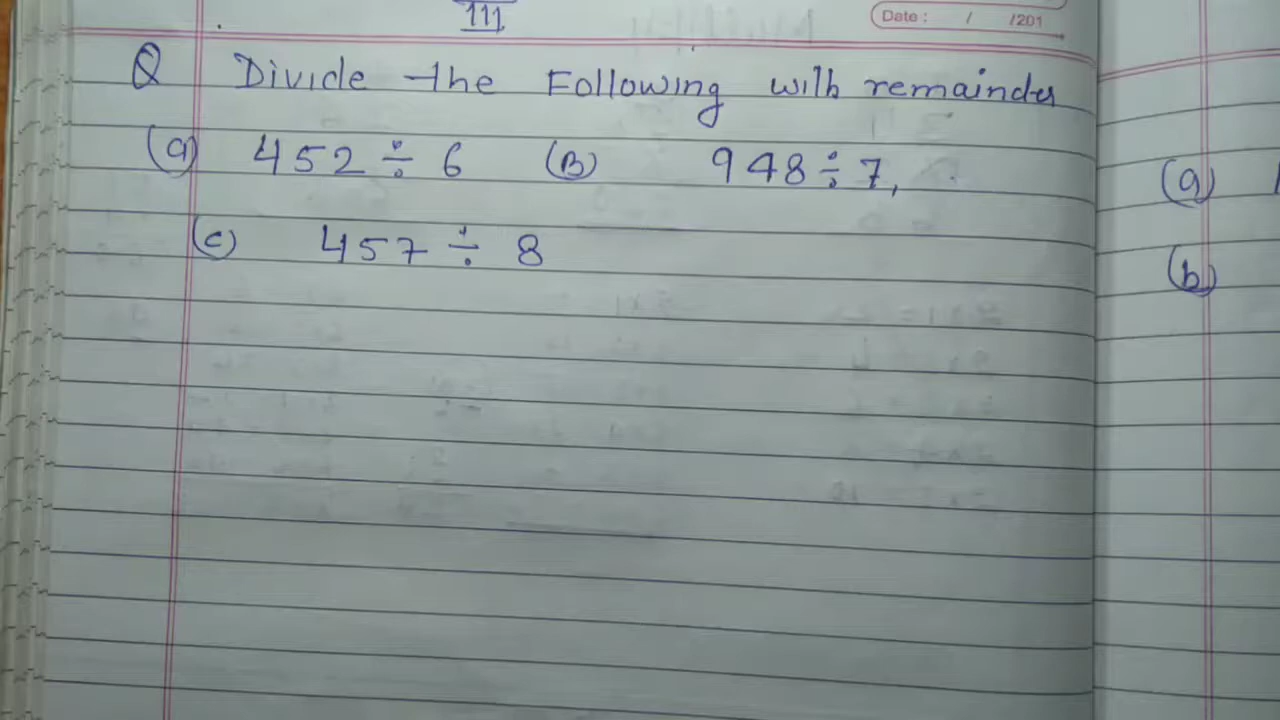 111
Date : / /201
Q Divide the Following with remainder
(a) 452 ÷ 6 (B) 948 ÷ 7,
(c) 457 ÷ 8
(a)
(b)